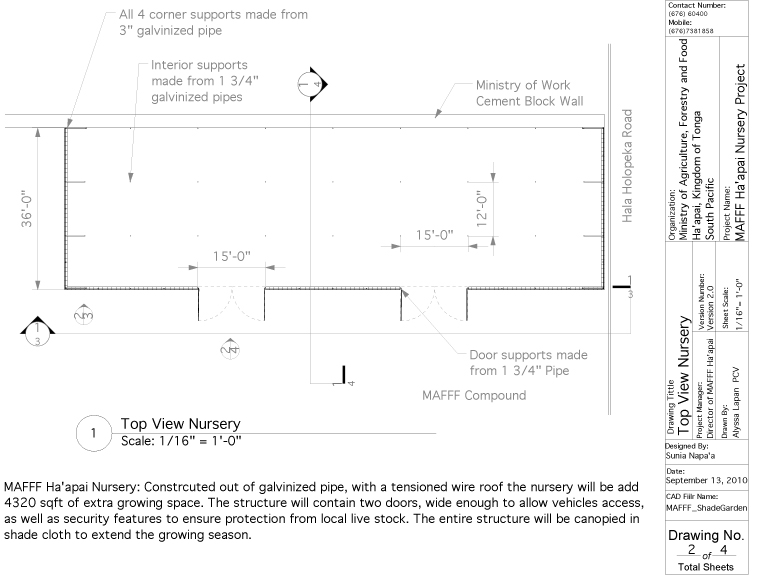 All 4 corner supports made from
3" galvinized pipe
Interior supports
made from 1 3/4"
galvinized pipes
1
4
Ministry of Work
Cement Block Wall
Hala Holopeka Road
36'-0"
12'-0"
15'-0"
15'-0"
1
3
2
3
1
3
2
4
Door supports made
from 1 3/4" Pipe
1
4
MAFFF Compound
1
Top View Nursery
Scale: 1/16" = 1'-0"
MAFFF Ha'apai Nursery: Constrcuted out of galvinized pipe, with a tensioned wire roof the nursery will be add
4320 sqft of extra growing space. The structure will contain two doors, wide enough to allow vehicles access,
as well as security features to ensure protection from local live stock. The entire structure will be canopied in
shade cloth to extend the growing season.
Contact Number:
(676) 60400
Mobile:
(676)7381858
Organization:
Ministry of Agriculture, Forestry and Food
Ha'apai, Kingdom of Tonga
South Pacific
Project Name:
MAFFF Ha'apai Nursery Project
Drawing Tittle
Top View Nursery
Version Number:
Version 2.0
Sheet Scale:
1/16"= 1'-0"
Project Manager:
Director of MAFFF Ha'apai
Drawn By:
Alyssa Lapan PCV
Designed By:
Sunia Napa'a
Date:
September 13, 2010
CAD Fillr Name:
MAFFF_ShadeGarden
Drawing No.
2 of 4
Total Sheets